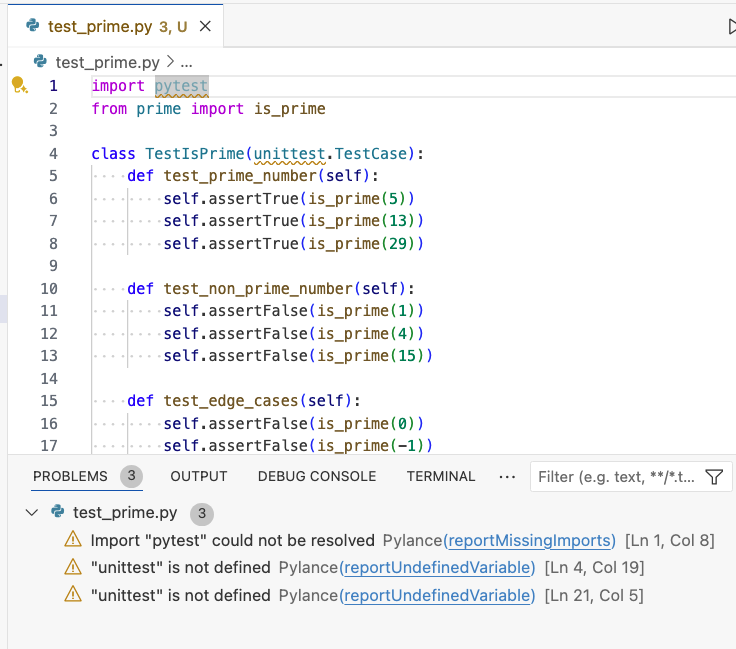 test_prime.py 3, U
test_prime.py > ...
1 import pytest
2 from prime import is_prime
3
4 class TestIsPrime(unittest.TestCase):
5 def test_prime_number(self):
6 self.assertTrue(is_prime(5))
7 self.assertTrue(is_prime(13))
8 self.assertTrue(is_prime(29))
9
10 def test_non_prime_number(self):
11 self.assertFalse(is_prime(1))
12 self.assertFalse(is_prime(4))
13 self.assertFalse(is_prime(15))
14
15 def test_edge_cases(self):
16 self.assertFalse(is_prime(0))
17 self.assertFalse(is_prime(-1))
PROBLEMS 3 OUTPUT DEBUG CONSOLE TERMINAL ... Filter (e.g. text, **/*.t...
test_prime.py 3
Import "pytest" could not be resolved Pylance(reportMissingImports) [Ln 1, Col 8]
"unittest" is not defined Pylance(reportUndefinedVariable) [Ln 4, Col 19]
"unittest" is not defined Pylance(reportUndefinedVariable) [Ln 21, Col 5]